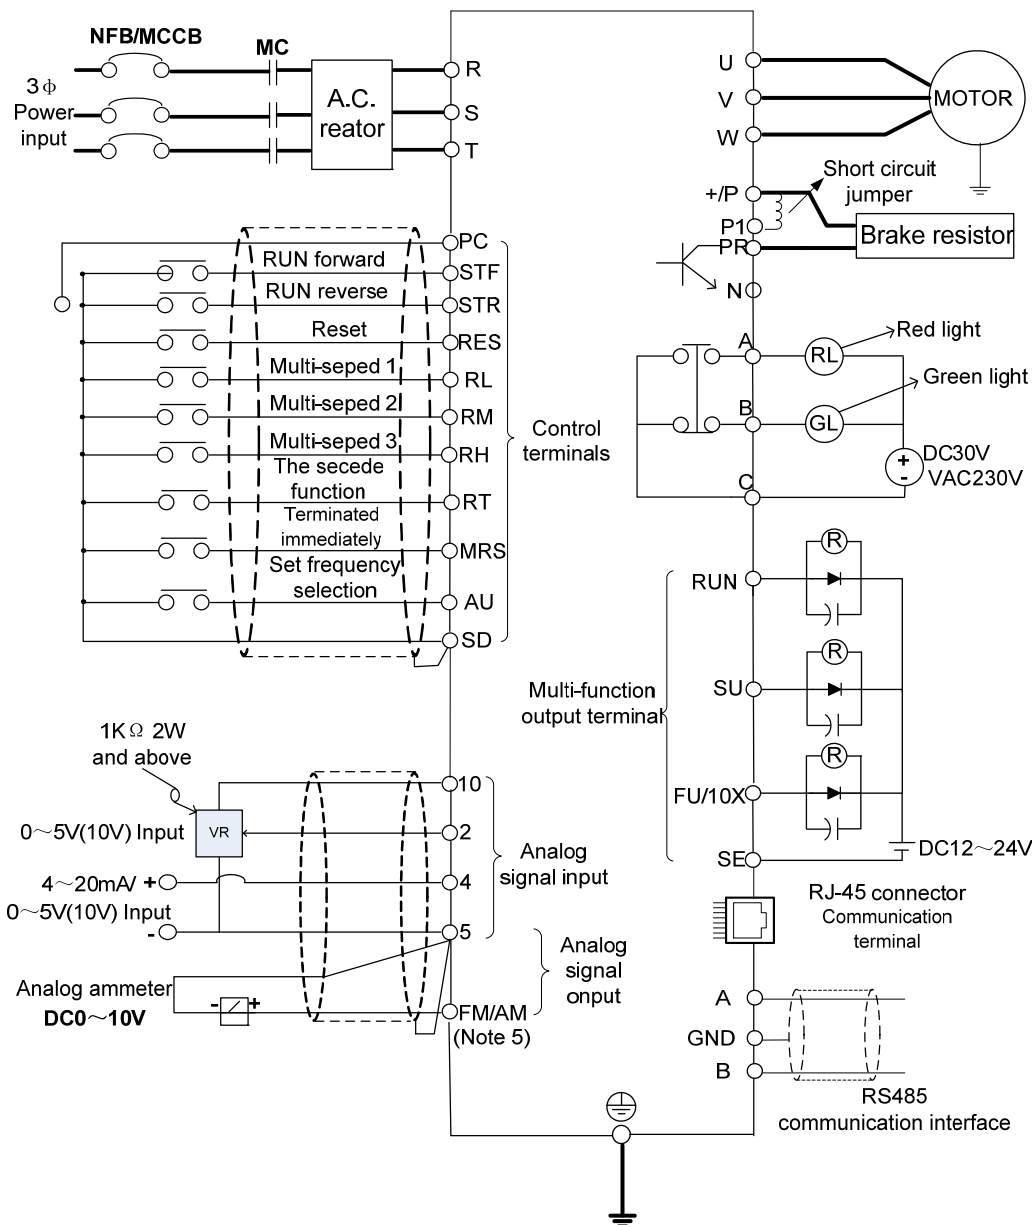 NFB/MCCB
MC
3ϕ
Power
input
A.C.
reator
R
S
T
U
V
W
MOTOR
+/P
P1
PR
N
Short circuit
jumper
Brake resistor
PC
RUN forward
STF
RUN reverse
STR
Reset
RES
Multi-seped 1
RL
Multi-seped 2
RM
Multi-seped 3
RH
The secede
function
RT
Terminated
immediately
MRS
Set frequency
selection
AU
SD
Control
terminals
A
RL
Red light
B
GL
Green light
C
+
-
DC30V
VAC230V
RUN
R
SU
R
FU/10X
R
SE
Multi-function
output terminal
DC12～24V
1KΩ 2W
and above
VR
0～5V(10V) Input
4～20mA/ +
0～5V(10V) Input
-
10
2
4
5
Analog
signal input
Analog ammeter
DC0～10V
- +
FM/AM
(Note 5)
Analog
signal
onput
RJ-45 connector
Communication
terminal
A
GND
B
RS485
communication interface